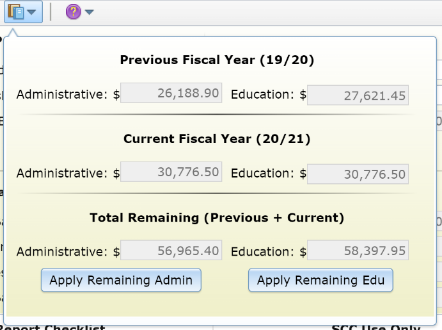 Previous Fiscal Year (19/20)
Administrative: $ 26,188.90 Education: $ 27,621.45
Current Fiscal Year (20/21)
Administrative: $ 30,776.50 Education: $ 30,776.50
Total Remaining (Previous + Current)
Administrative: $ 56,965.40 Education: $ 58,397.95
Apply Remaining Admin Apply Remaining Edu
Report Checklist SCC Use Only